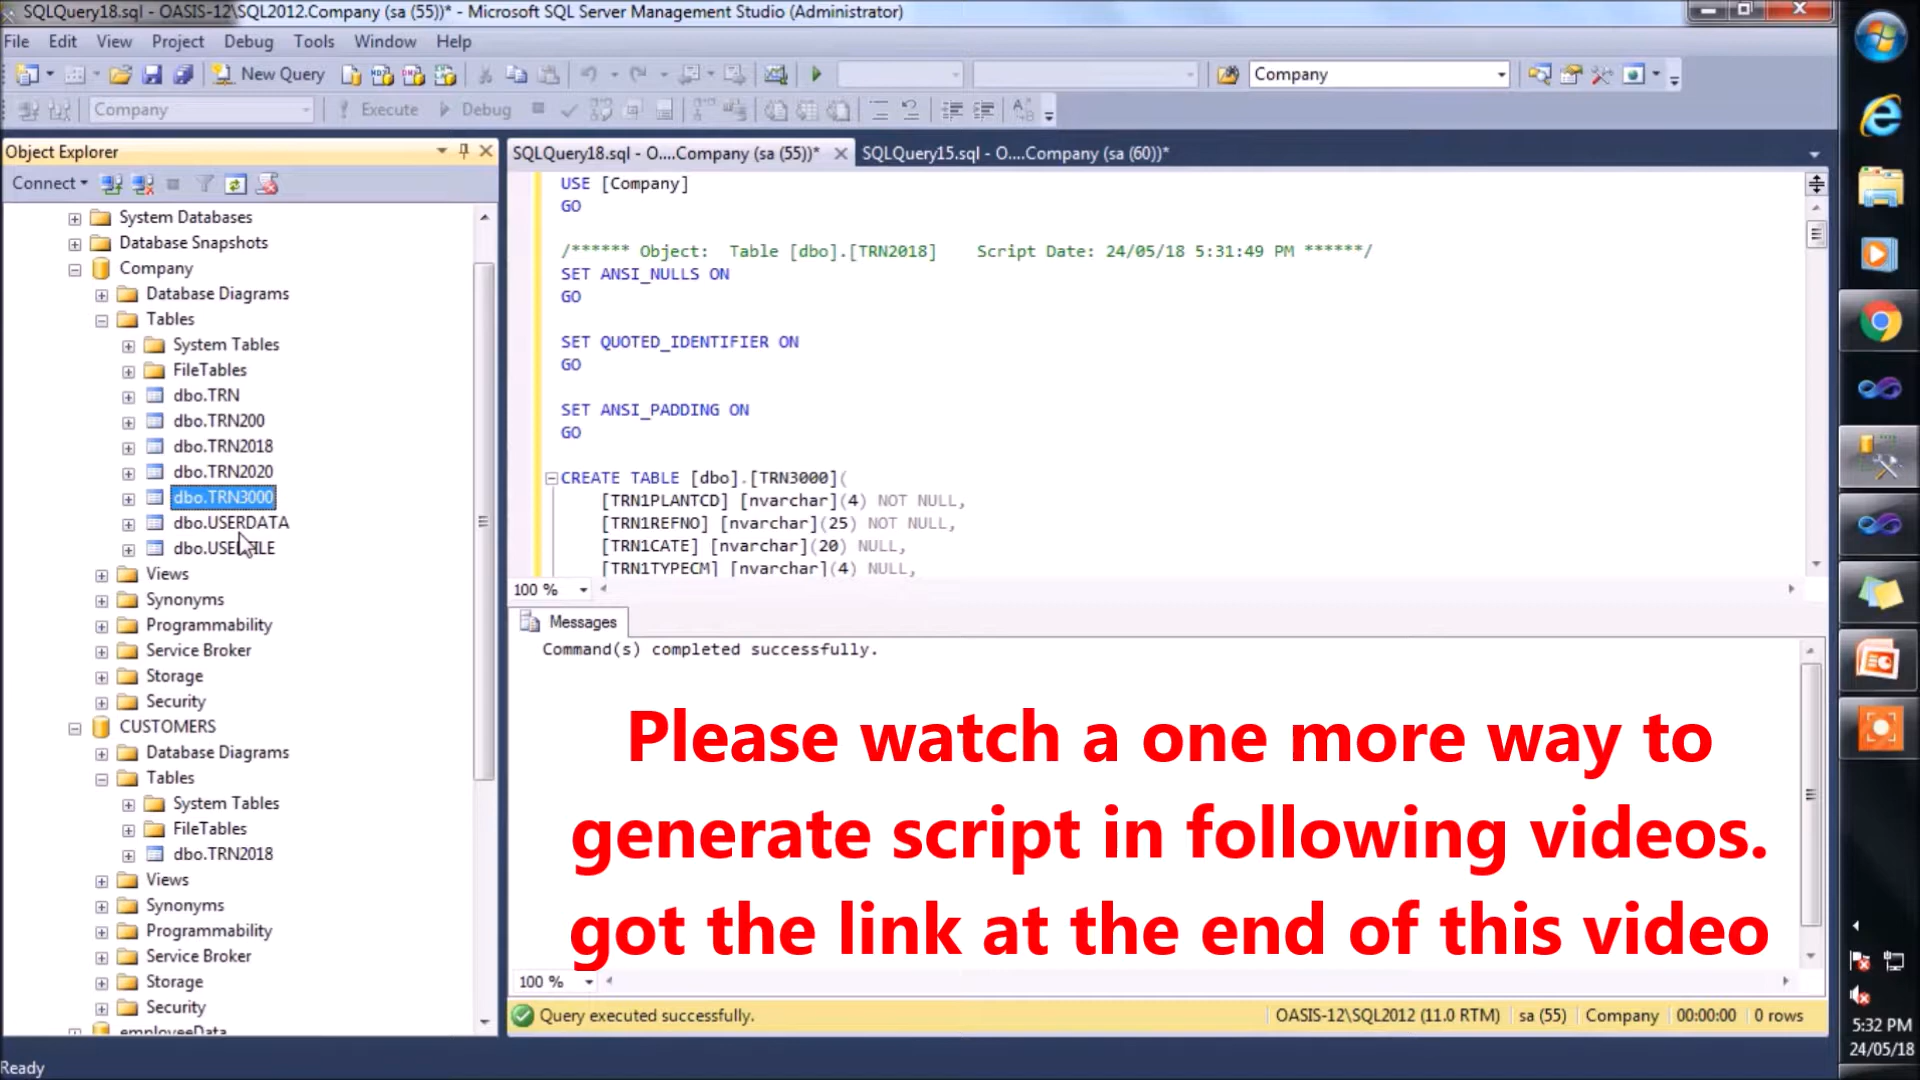 SQLQuery18.sql - OASIS-12\SQL2012.Company (sa (55))* - Microsoft SQL Server Management Studio (Administrator)
File Edit View Project Debug Tools Window Help
New Query
Company
Company
Execute
Debug
Object Explorer
Connect
System Databases
Database Snapshots
Company
Database Diagrams
Tables
System Tables
FileTables
dbo.TRN
dbo.TRN200
dbo.TRN2018
dbo.TRN2020
dbo.TRN3000
dbo.USERDATA
Views
Synonyms
Programmability
Service Broker
Storage
Security
CUSTOMERS
Database Diagrams
Tables
System Tables
FileTables
dbo.TRN2018
Views
Synonyms
Programmability
Service Broker
Storage
Security
employeeData
SQLQuery18.sql - O....Company (sa (55))*
SQLQuery15.sql - O....Company (sa (60))*
USE [Company]
GO
/****** Object: Table [dbo].[TRN2018] Script Date: 24/05/18 5:31:49 PM ******/
SET ANSI_NULLS ON
GO
SET QUOTED_IDENTIFIER ON
GO
SET ANSI_PADDING ON
GO
CREATE TABLE [dbo].[TRN3000](
[TRN1PLANTCD] [nvarchar](4) NOT NULL,
[TRN1REFNO] [nvarchar](25) NOT NULL,
[TRN1CATE] [nvarchar](20) NULL,
[TRN1TYPECM] [nvarchar](4) NULL,
100 %
Messages
Command(s) completed successfully.
Please watch a one more way to
generate script in following videos.
got the link at the end of this video
100 %
Query executed successfully.
OASIS-12\SQL2012 (11.0 RTM) sa (55) Company 00:00:00 0 rows
Ready
5:32 PM
24/05/18